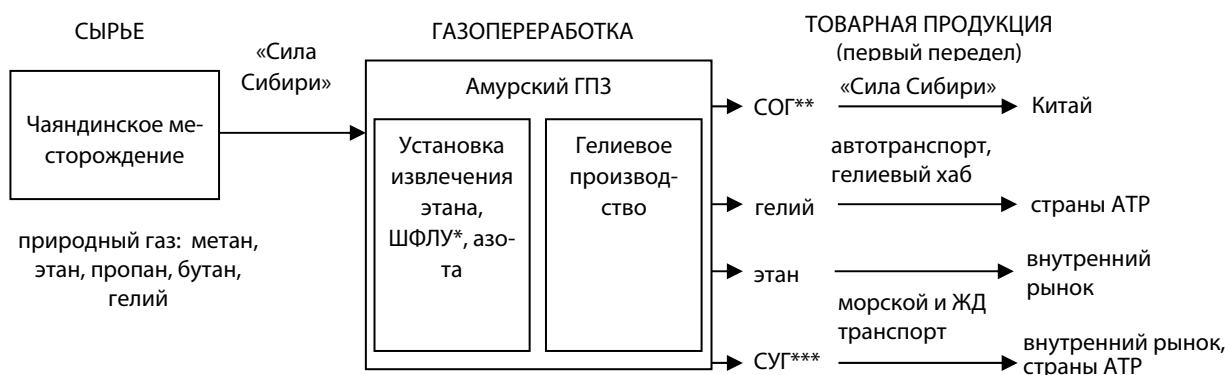 СЫРЬЕ
«Сила
Сибири»
Чаяндинское ме-
сторождение
природный газ: метан,
этан, пропан, бутан,
гелий
ГАЗОПЕРЕРАБОТКА
Амурский ГПЗ
Установка
извлечения
этана,
ШФЛУ*, азо-
та
Гелиевое
производ-
ство
ТОВАРНАЯ ПРОДУКЦИЯ
(первый передел)
СОГ** «Сила Сибири» Китай
автотранспорт,
гелиевый хаб
гелий страны АТР
этан внутренний
рынок
морской и ЖД
транспорт
СУГ*** внутренний рынок,
страны АТР